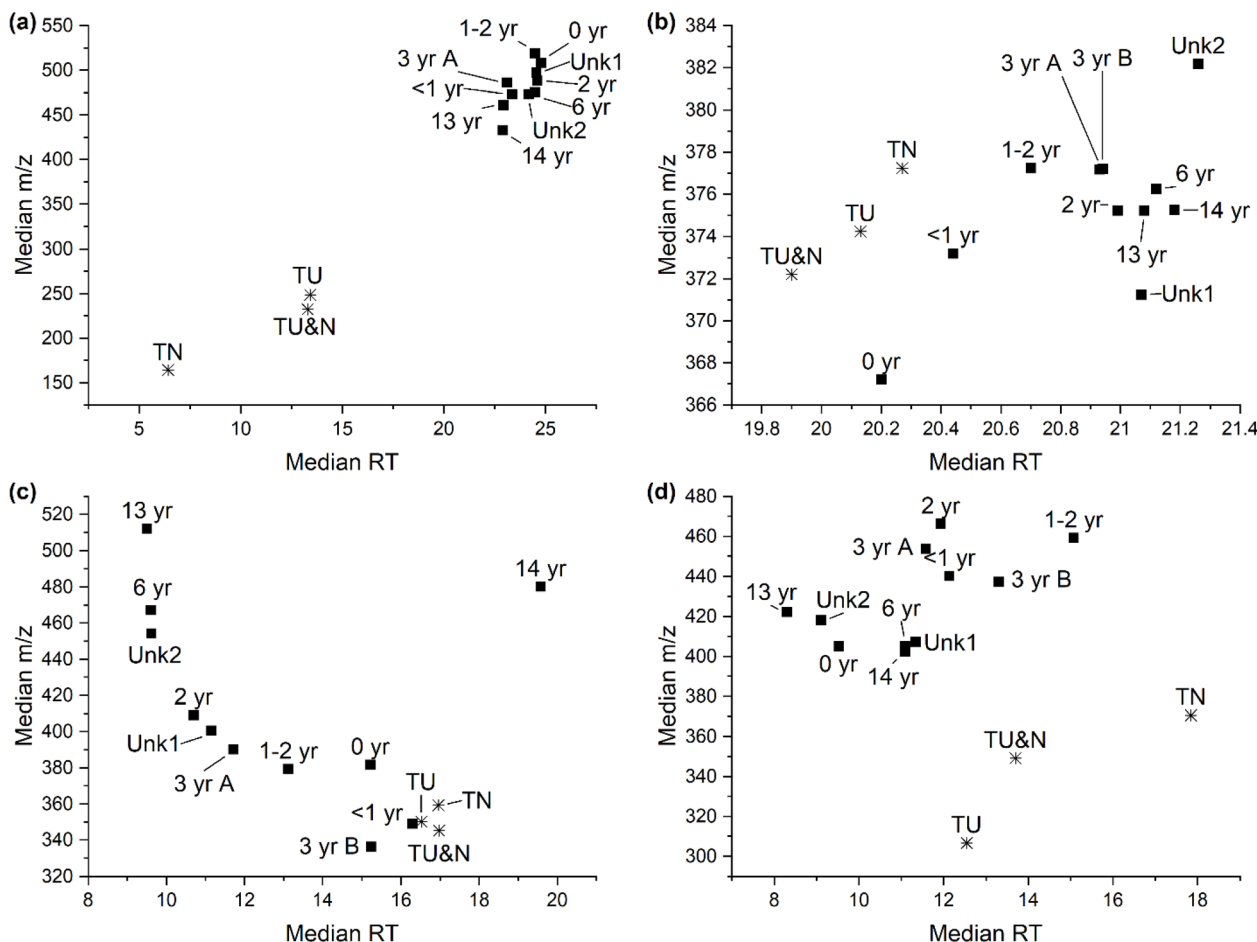 (a)
550
500
450
400
350
300
250
200
150
Median m/z
1-2 yr
0 yr
3 yr A
Unk1
<1 yr
2 yr
13 yr
6 yr
Unk2
14 yr
TU
TU&N
TN
5 10 15 20 25
Median RT
(b)
384
382
380
378
376
374
372
370
368
366
Median m/z
Unk2
3 yr A
3 yr B
TN
1-2 yr
6 yr
TU
2 yr
14 yr
<1 yr
13 yr
TU&N
Unk1
0 yr
19.8 20 20.2 20.4 20.6 20.8 21 21.2 21.4
Median RT
(c)
520
500
480
460
440
420
400
380
360
340
320
Median m/z
13 yr
14 yr
6 yr
Unk2
2 yr
Unk1
1-2 yr
0 yr
3 yr A
TU
TN
<1 yr
3 yr B
TU&N
8 10 12 14 16 18 20
Median RT
(d)
480
460
440
420
400
380
360
340
320
300
Median m/z
2 yr
1-2 yr
3 yr A
<1 yr
3 yr B
13 yr
Unk2
6 yr
Unk1
0 yr
14 yr
TN
TU&N
TU
8 10 12 14 16 18
Median RT